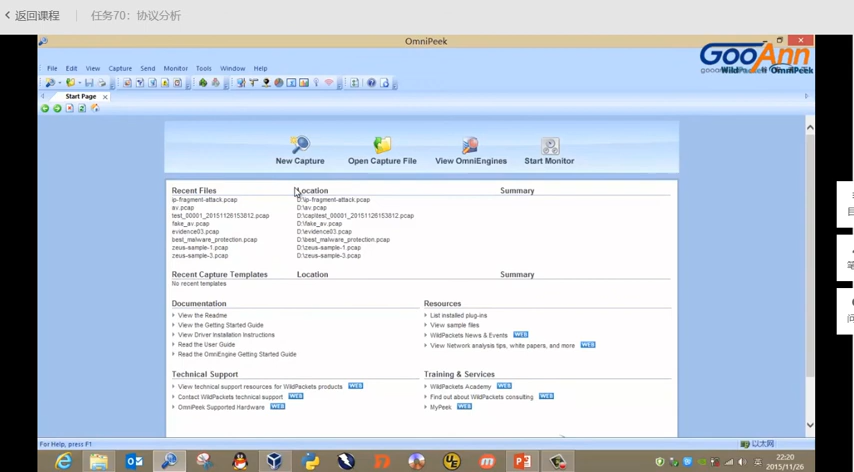 返回课程 任务70：协议分析
OmniPeek
File Edit View Capture Send Monitor Tools Window Help
GOOANN
WildPackets OmniPeek
Start Page
New Capture Open Capture File View OmniEngines Start Monitor
Recent Files Location Summary
ip-fragment-attack.pcap D:\ip-fragment-attack.pcap
av.pcap D:\av.pcap
test_00001_20151126153812.pcap D:\cap\test_00001_20151126153812.pcap
fake_av.pcap D:\fake_av.pcap
evidence03.pcap D:\evidence03.pcap
best_malware_protection.pcap D:\best_malware_protection.pcap
zeus-sample-1.pcap D:\zeus-sample-1.pcap
zeus-sample-3.pcap D:\zeus-sample-3.pcap
Recent Capture Templates Location Summary
No recent templates
Documentation
View the Readme
View the Getting Started Guide
View Driver Installation Instructions
Read the User Guide
Read the OmniEngine Getting Started Guide
Resources
List installed plug-ins
View sample files
WildPackets News & Events WEB
View Network analysis tips, white papers, and more WEB
Technical Support
View technical support resources for WildPackets products WEB
Contact WildPackets technical support WEB
OmniPeek Supported Hardware WEB
Training & Services
WildPackets Academy WEB
Find out about WildPackets consulting WEB
MyPeek WEB
For Help, press F1 以太网
22:20
2015/11/26